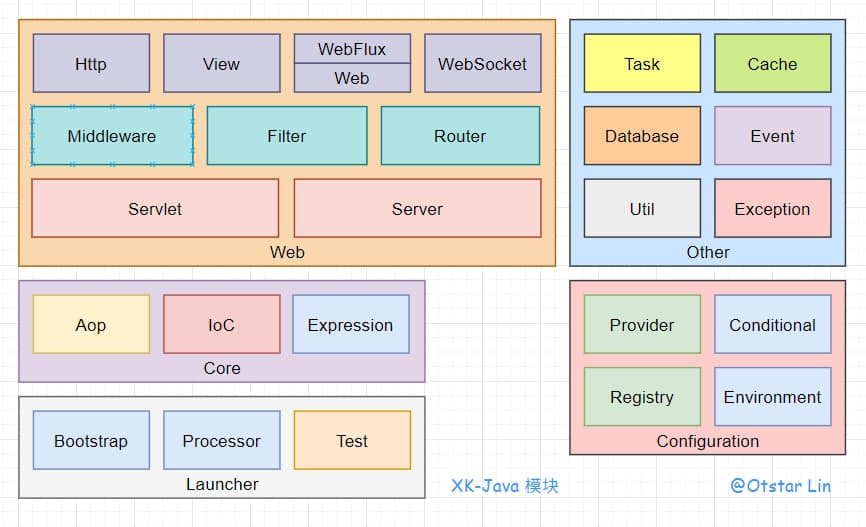 Http
View
WebFlux
Web
WebSocket
Middleware
Filter
Router
Servlet
Server
Web
Task
Cache
Database
Event
Util
Exception
Other
Aop
IoC
Expression
Core
Provider
Conditional
Registry
Environment
Configuration
Bootstrap
Processor
Test
Launcher
XK-Java 模块
@Otstar Lin